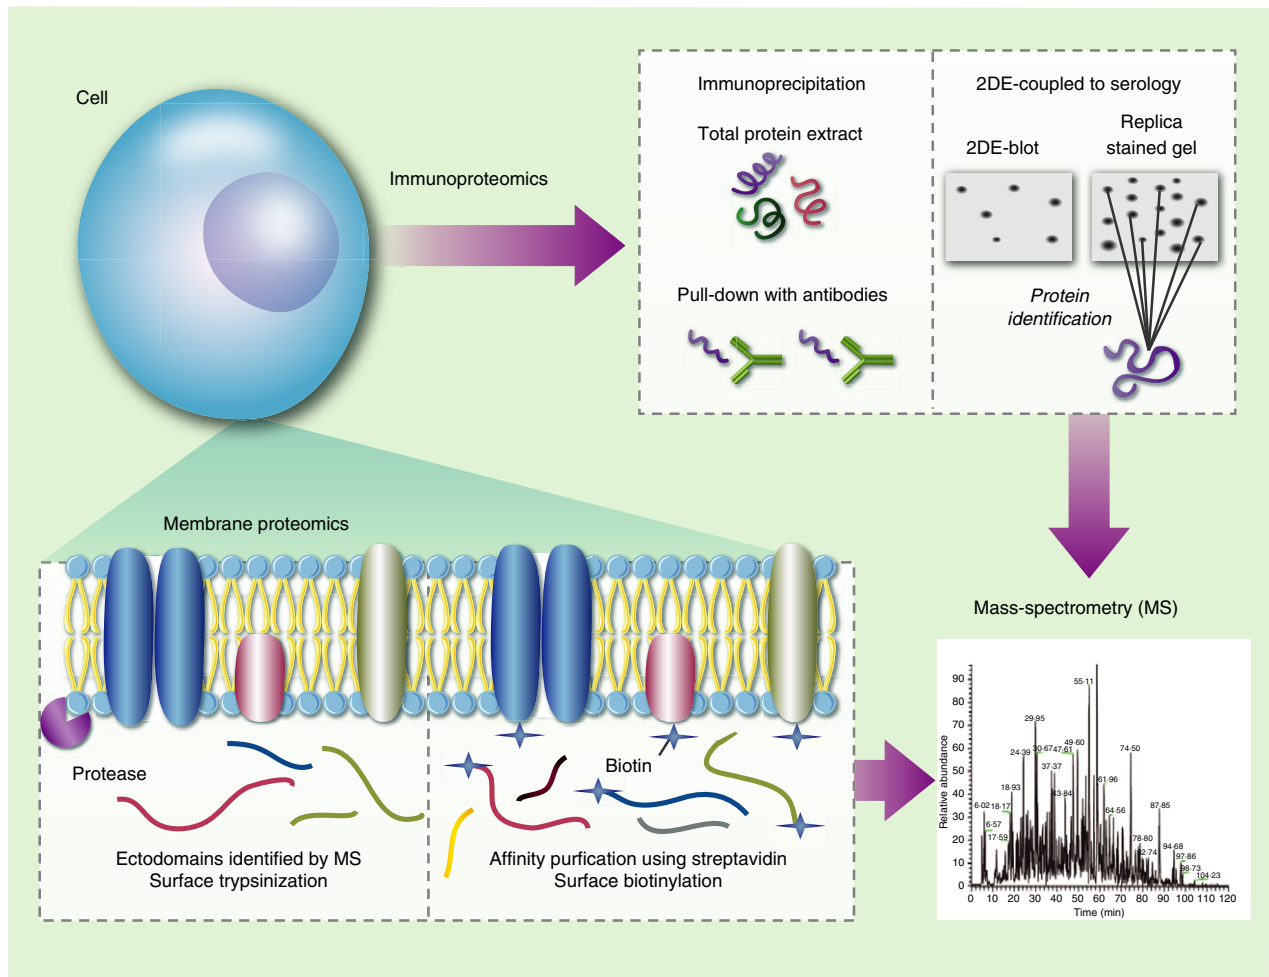 Cell
Immunoproteomics
Immunoprecipitation
Total protein extract
Pull-down with antibodies
2DE-coupled to serology
2DE-blot
Replica
stained gel
Protein
identification
Membrane proteomics
Protease
Ectodomains identified by MS
Surface trypsinization
Biotin
Affinity purfication using streptavidin
Surface biotinylation
Mass-spectrometry (MS)
Relative abundance
90
80
70
60
50
40
30
20
10
0
6·02
6·57
17·59
18·17
18·93
24·39
29·95
30·67
37·37
47·61
43·84
49·60
55·11
61·96
64·56
74·50
78·80
82·74
87·85
94·68
97·86
98·73
104·23
0 10 20 30 40 50 60 70 80 90 100 110 120
Time (min)